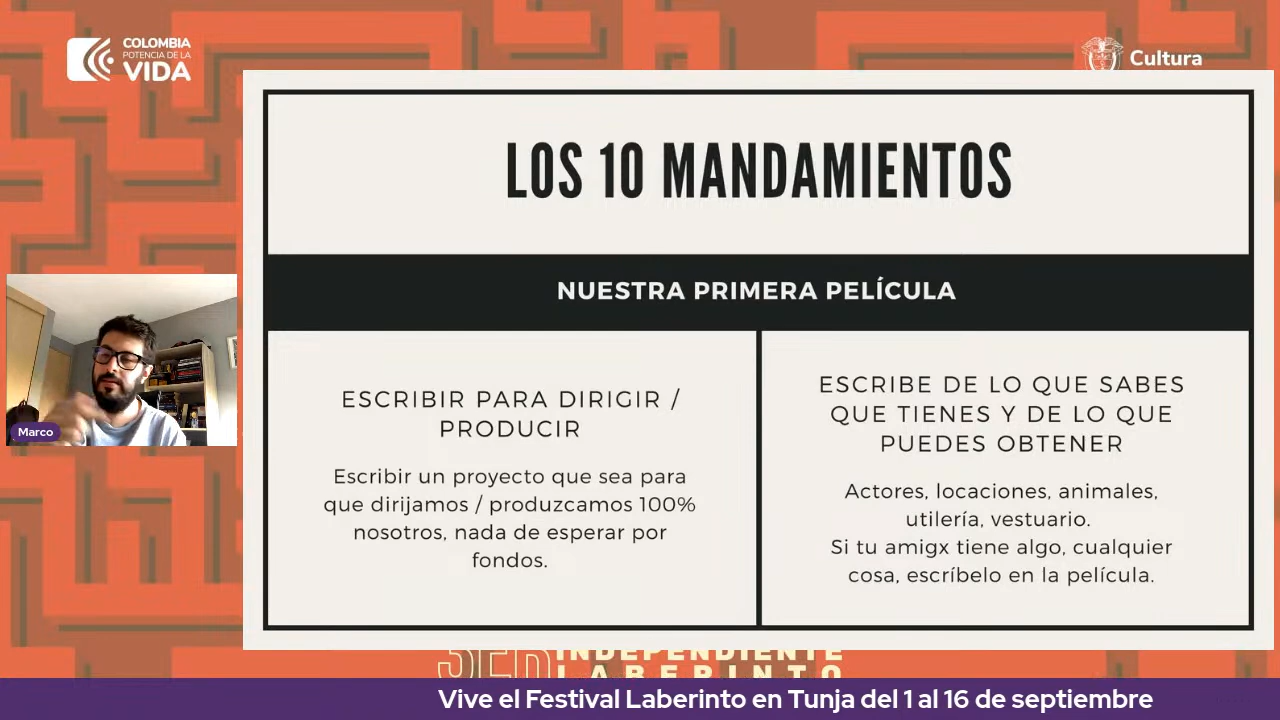 COLOMBIA
POTENCIA DE LA
VIDA
Cultura
LOS 10 MANDAMIENTOS
NUESTRA PRIMERA PELÍCULA
ESCRIBIR PARA DIRIGIR /
PRODUCIR
Escribir un proyecto que sea para
que dirijamos / produzcamos 100%
nosotros, nada de esperar por
fondos.
ESCRIBE DE LO QUE SABES
QUE TIENES Y DE LO QUE
PUEDES OBTENER
Actores, locaciones, animales,
utilería, vestuario.
Si tu amigx tiene algo, cualquier
cosa, escríbelo en la película.
Marco
SER INDEPENDIENTE
LABERINTO
Vive el Festival Laberinto en Tunja del 1 al 16 de septiembre